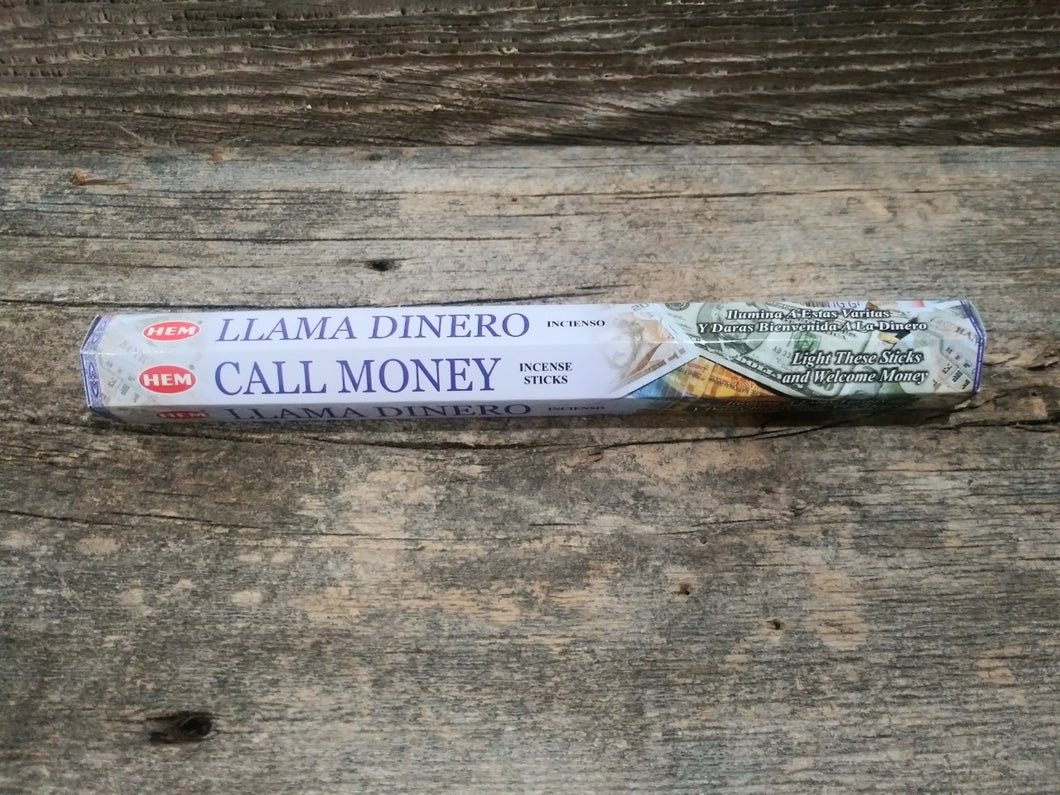 HEM LLAMA DINERO INCIENSO
Ilumina A Estas Varitas
Y Daras Bienvenida A La Dinero
HEM CALL MONEY INCENSE
STICKS
Light These Sticks
and Welcome Money
HEM LLAMA DINERO INCIENSO